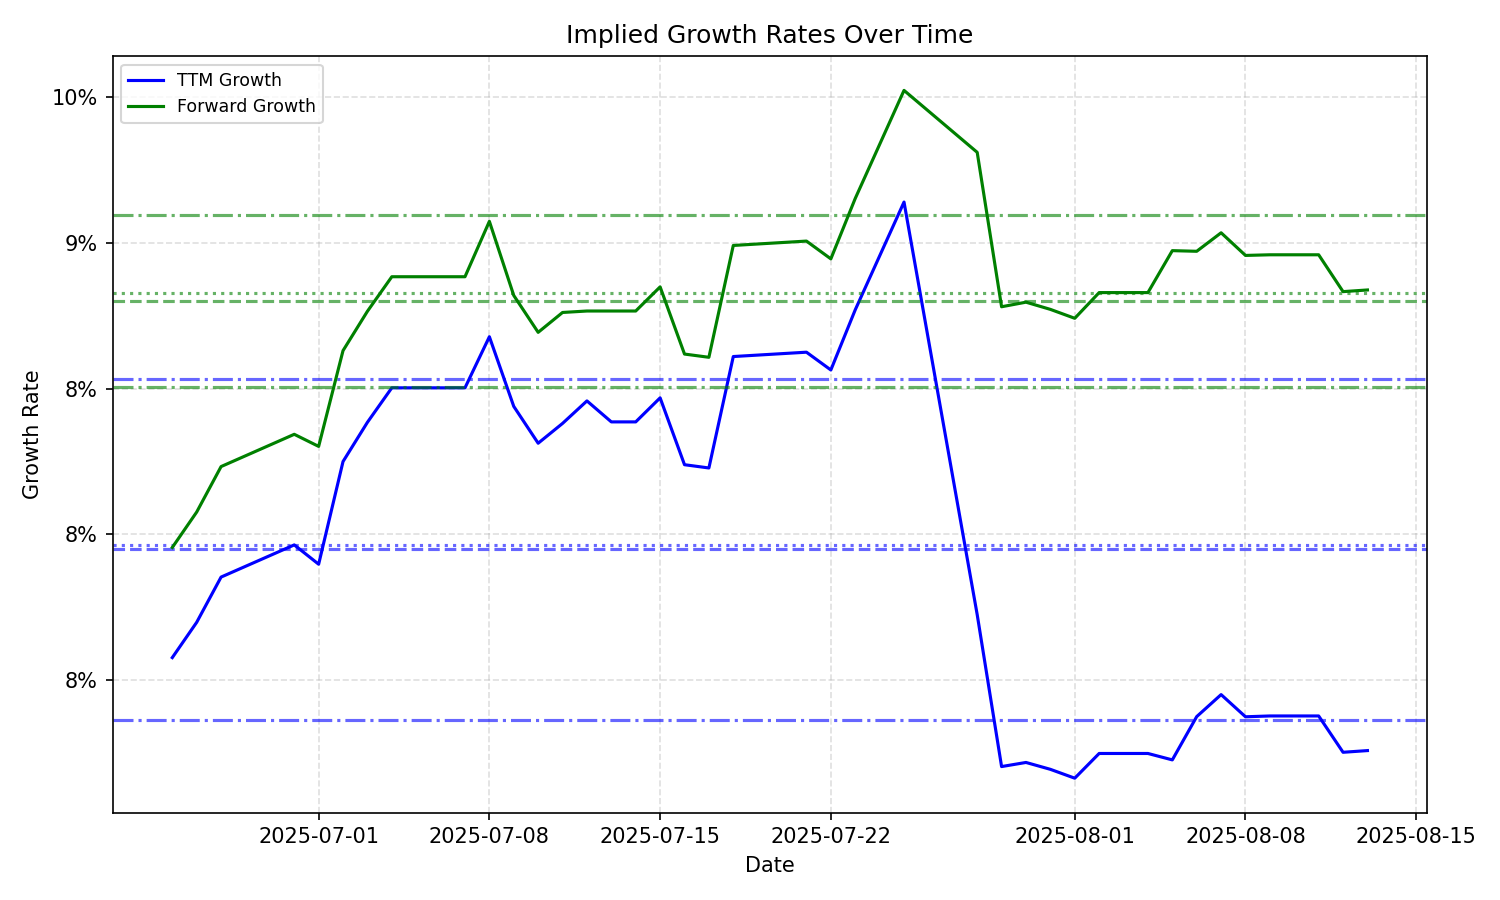 Implied Growth Rates Over Time
TTM Growth
Forward Growth
10%
9%
8%
8%
8%
Growth Rate
2025-07-01
2025-07-08
2025-07-15
2025-07-22
2025-08-01
2025-08-08
2025-08-15
Date